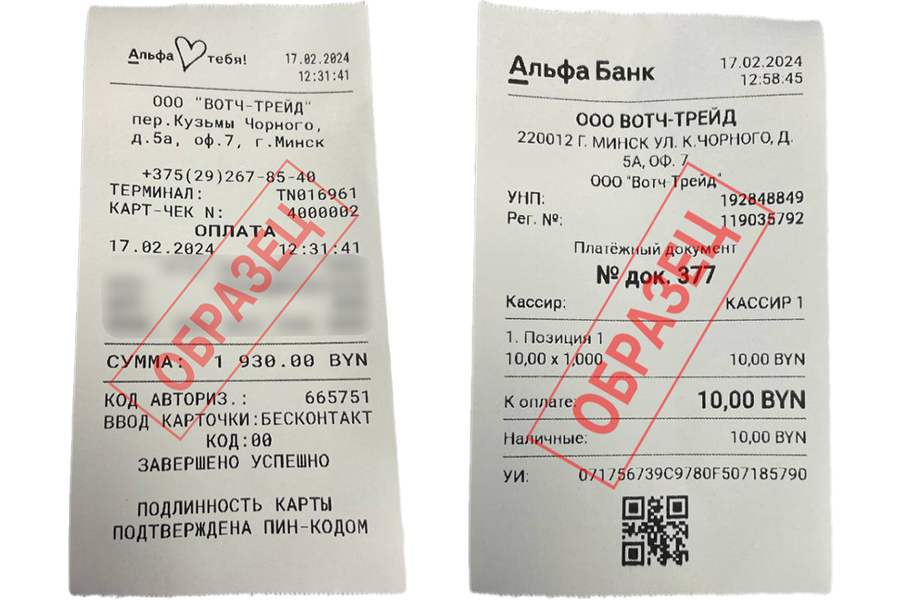 Альфа тебя!
17.02.2024
12:31:41
ООО "ВОТЧ-ТРЕЙД"
пер.Кузьмы Чорного,
д.5а, оф.7, г.Минск
+375(29)267-85-40
ТЕРМИНАЛ: TN016961
КАРТ-ЧЕК N: 4000002
ОПЛАТА
17.02.2024 12:31:41
СУММА: 1 930.00 BYN
КОД АВТОРИЗ.: 665751
ВВОД КАРТОЧКИ:БЕСКОНТАКТ
КОД:00
ЗАВЕРШЕНО УСПЕШНО
ПОДЛИННОСТЬ КАРТЫ
ПОДТВЕРЖДЕНА ПИН-КОДОМ
ОБРАЗЕЦ
Альфа Банк
17.02.2024
12:58:45
ООО ВОТЧ-ТРЕЙД
220012 Г. МИНСК УЛ. К.ЧОРНОГО, Д.
5А, ОФ. 7
ООО "Вотч-Трейд"
УНП: 192848849
Рег. №: 119035792
Платёжный документ
№ док. 377
Кассир: КАССИР 1
1. Позиция 1
10,00 x 1,000 10,00 BYN
К оплате: 10,00 BYN
Наличные: 10,00 BYN
УИ: 071756739C9780F507185790
ОБРАЗЕЦ